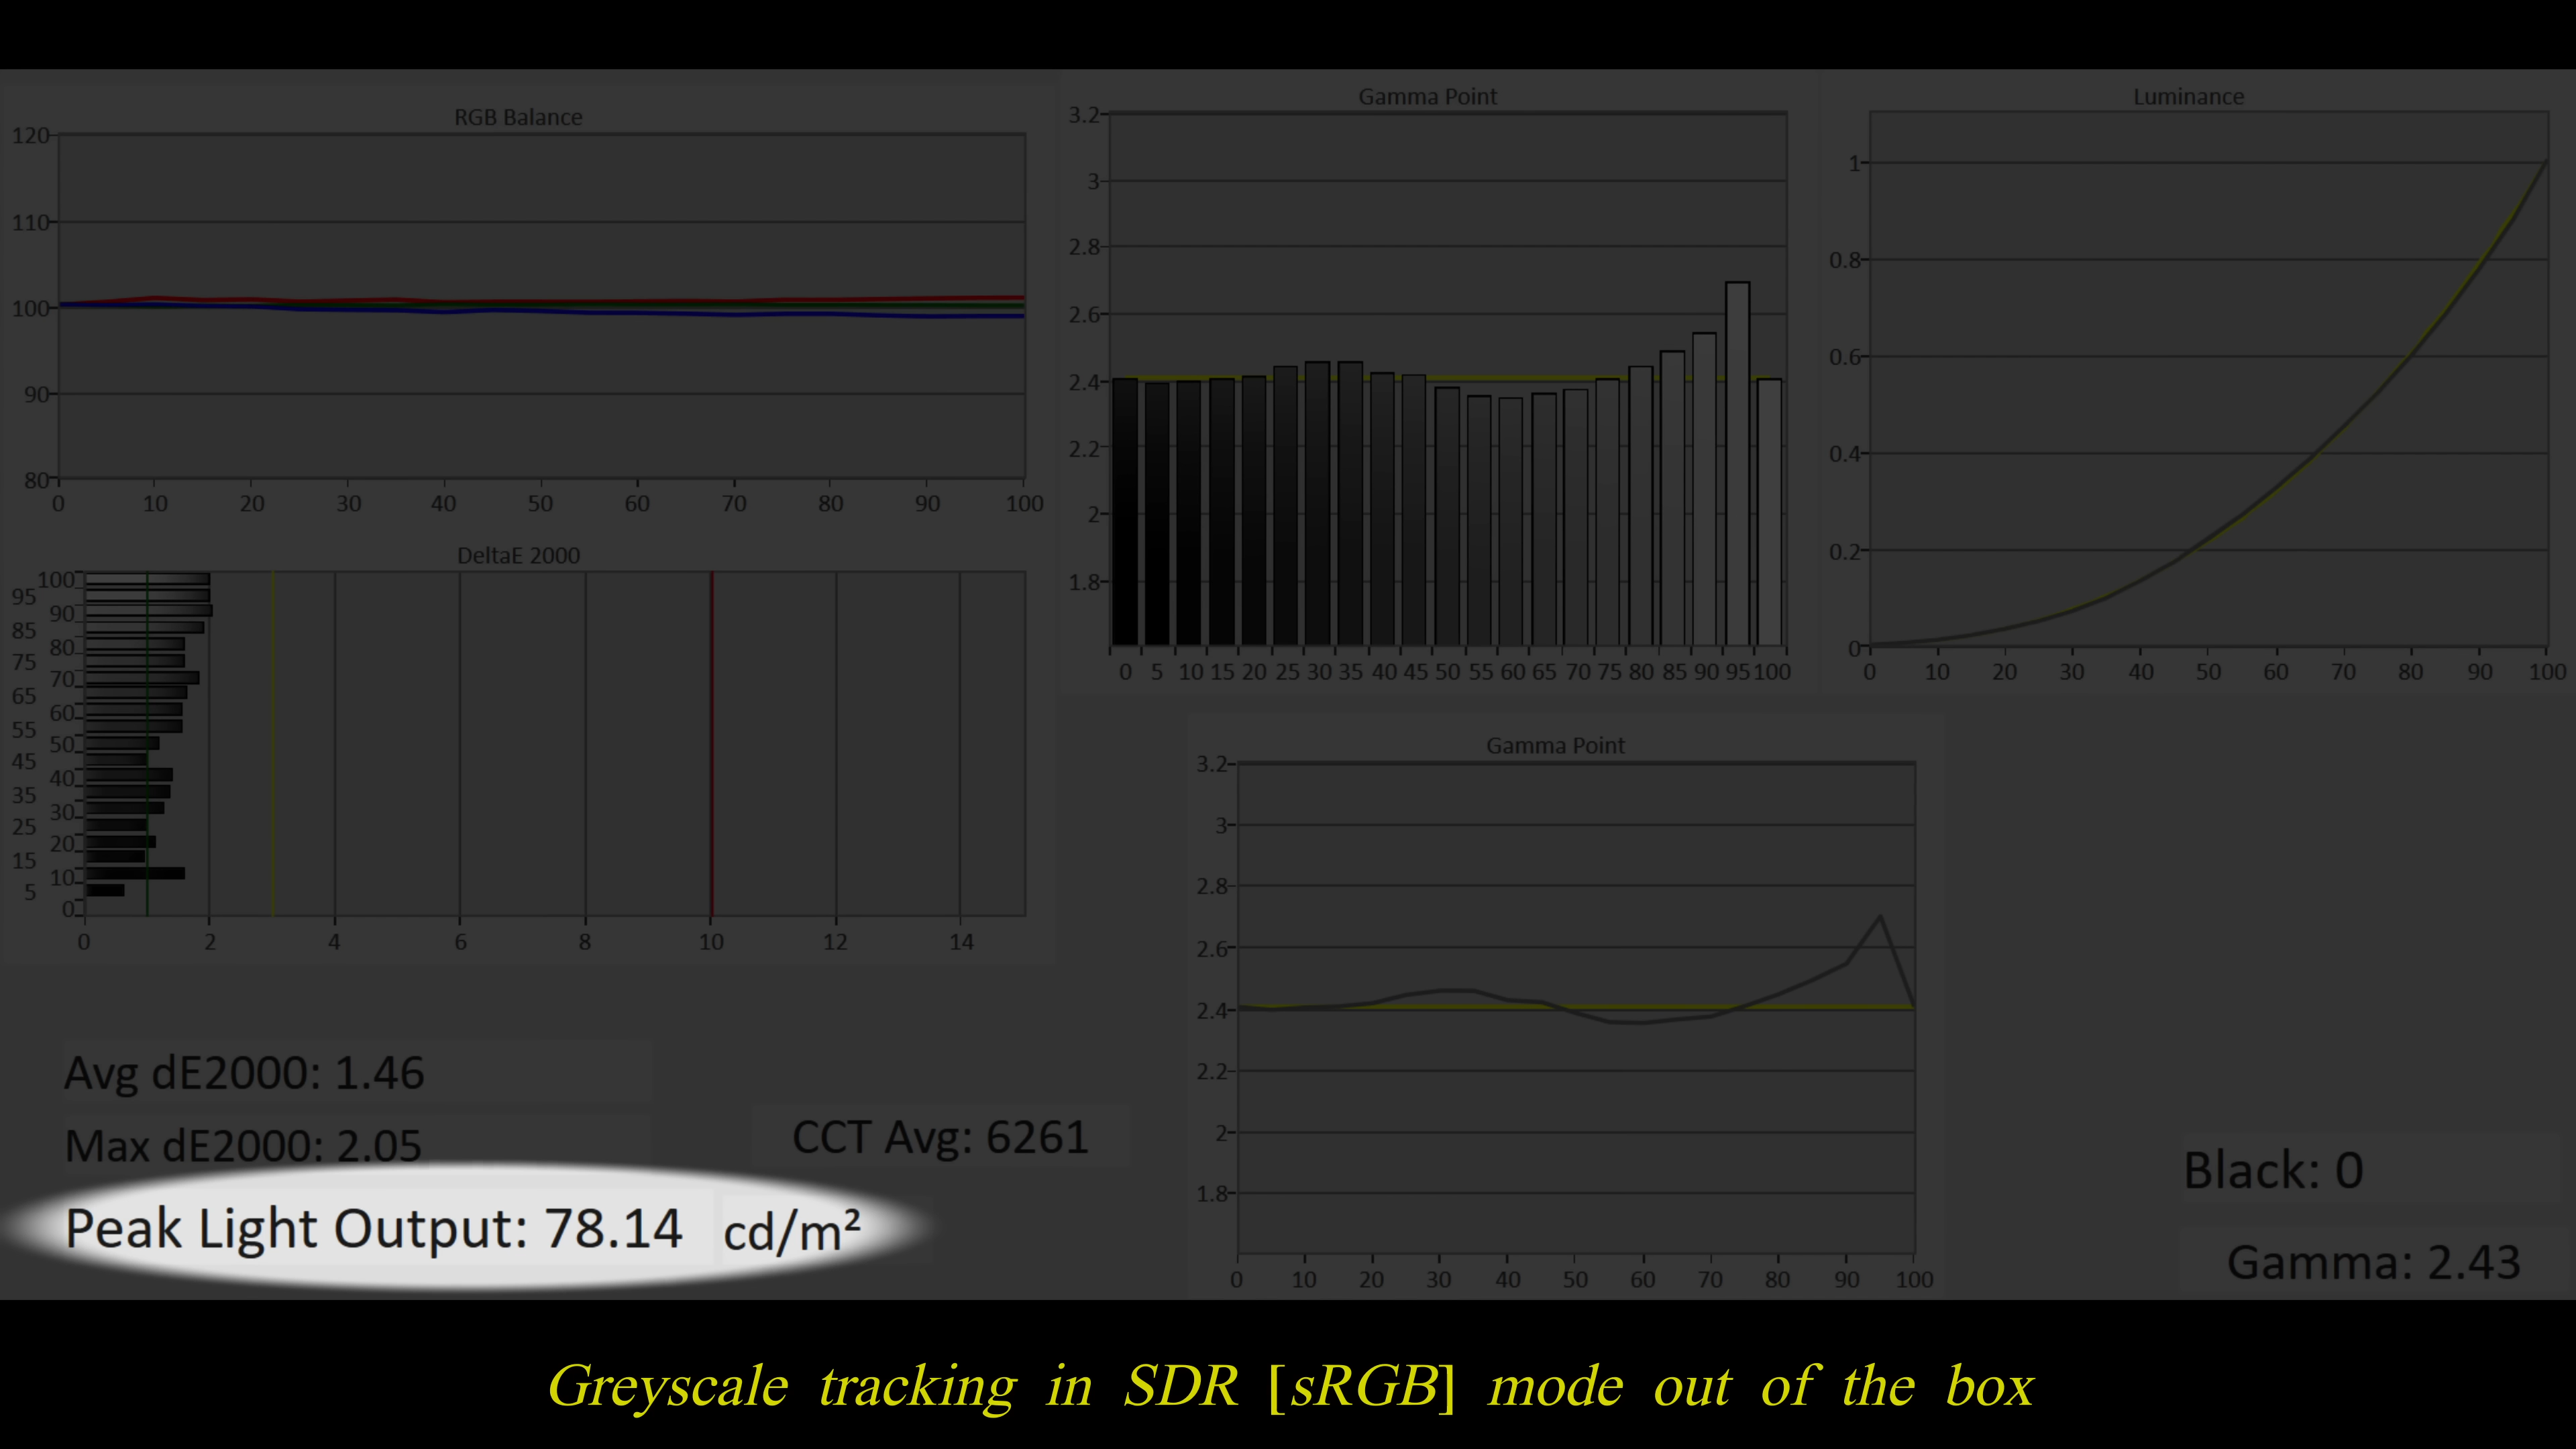 RGB Balance
120
110
100
90
80
0 10 20 30 40 50 60 70 80 90 100
DeltaE 2000
100
95
90
85
80
75
70
65
60
55
50
45
40
35
30
25
20
15
10
5
0
0 2 4 6 8 10 12 14
Gamma Point
3.2
3
2.8
2.6
2.4
2.2
2
1.8
0 5 10 15 20 25 30 35 40 45 50 55 60 65 70 75 80 85 90 95 100
Luminance
1
0.8
0.6
0.4
0.2
0
0 10 20 30 40 50 60 70 80 90 100
Gamma Point
3.2
3
2.8
2.6
2.4
2.2
2
1.8
0 10 20 30 40 50 60 70 80 90 100
Avg dE2000: 1.46
Max dE2000: 2.05
CCT Avg: 6261
Peak Light Output: 78.14 cd/m²
Black: 0
Gamma: 2.43
Greyscale tracking in SDR [sRGB] mode out of the box